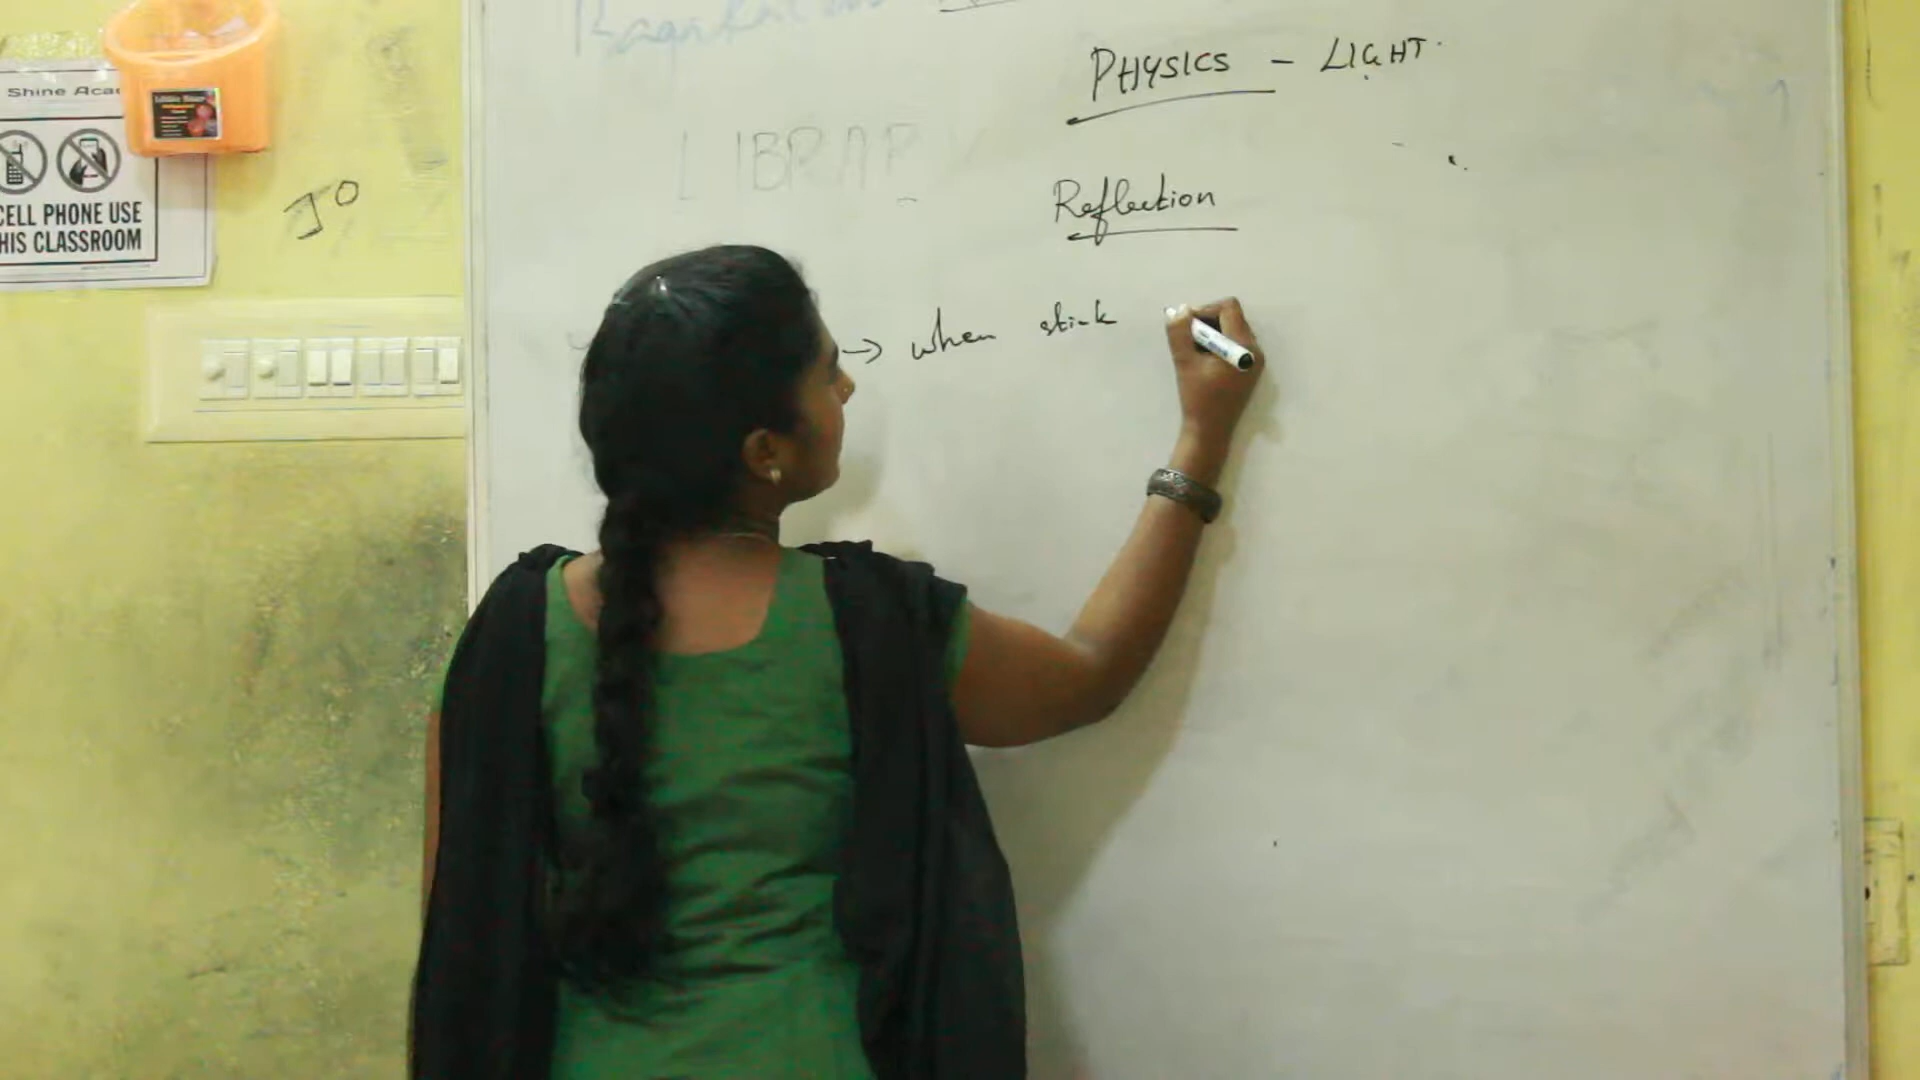 PHYSICS - LIGHT.
Shine Aca
LIBRAR
Reflection
CELL PHONE USE
HIS CLASSROOM
J°
→ when stick